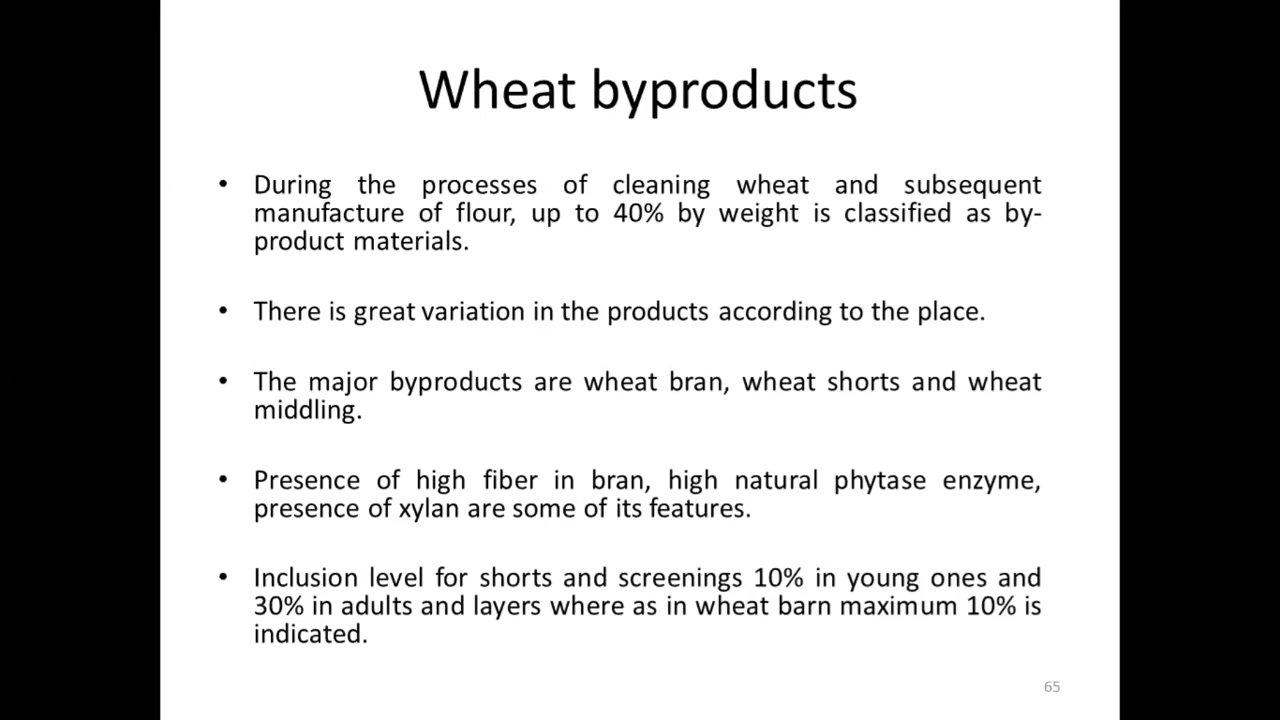 Wheat byproducts
• During the processes of cleaning wheat and subsequent
manufacture of flour, up to 40% by weight is classified as by-
product materials.
• There is great variation in the products according to the place.
• The major byproducts are wheat bran, wheat shorts and wheat
middling.
• Presence of high fiber in bran, high natural phytase enzyme,
presence of xylan are some of its features.
• Inclusion level for shorts and screenings 10% in young ones and
30% in adults and layers where as in wheat barn maximum 10% is
indicated.
65